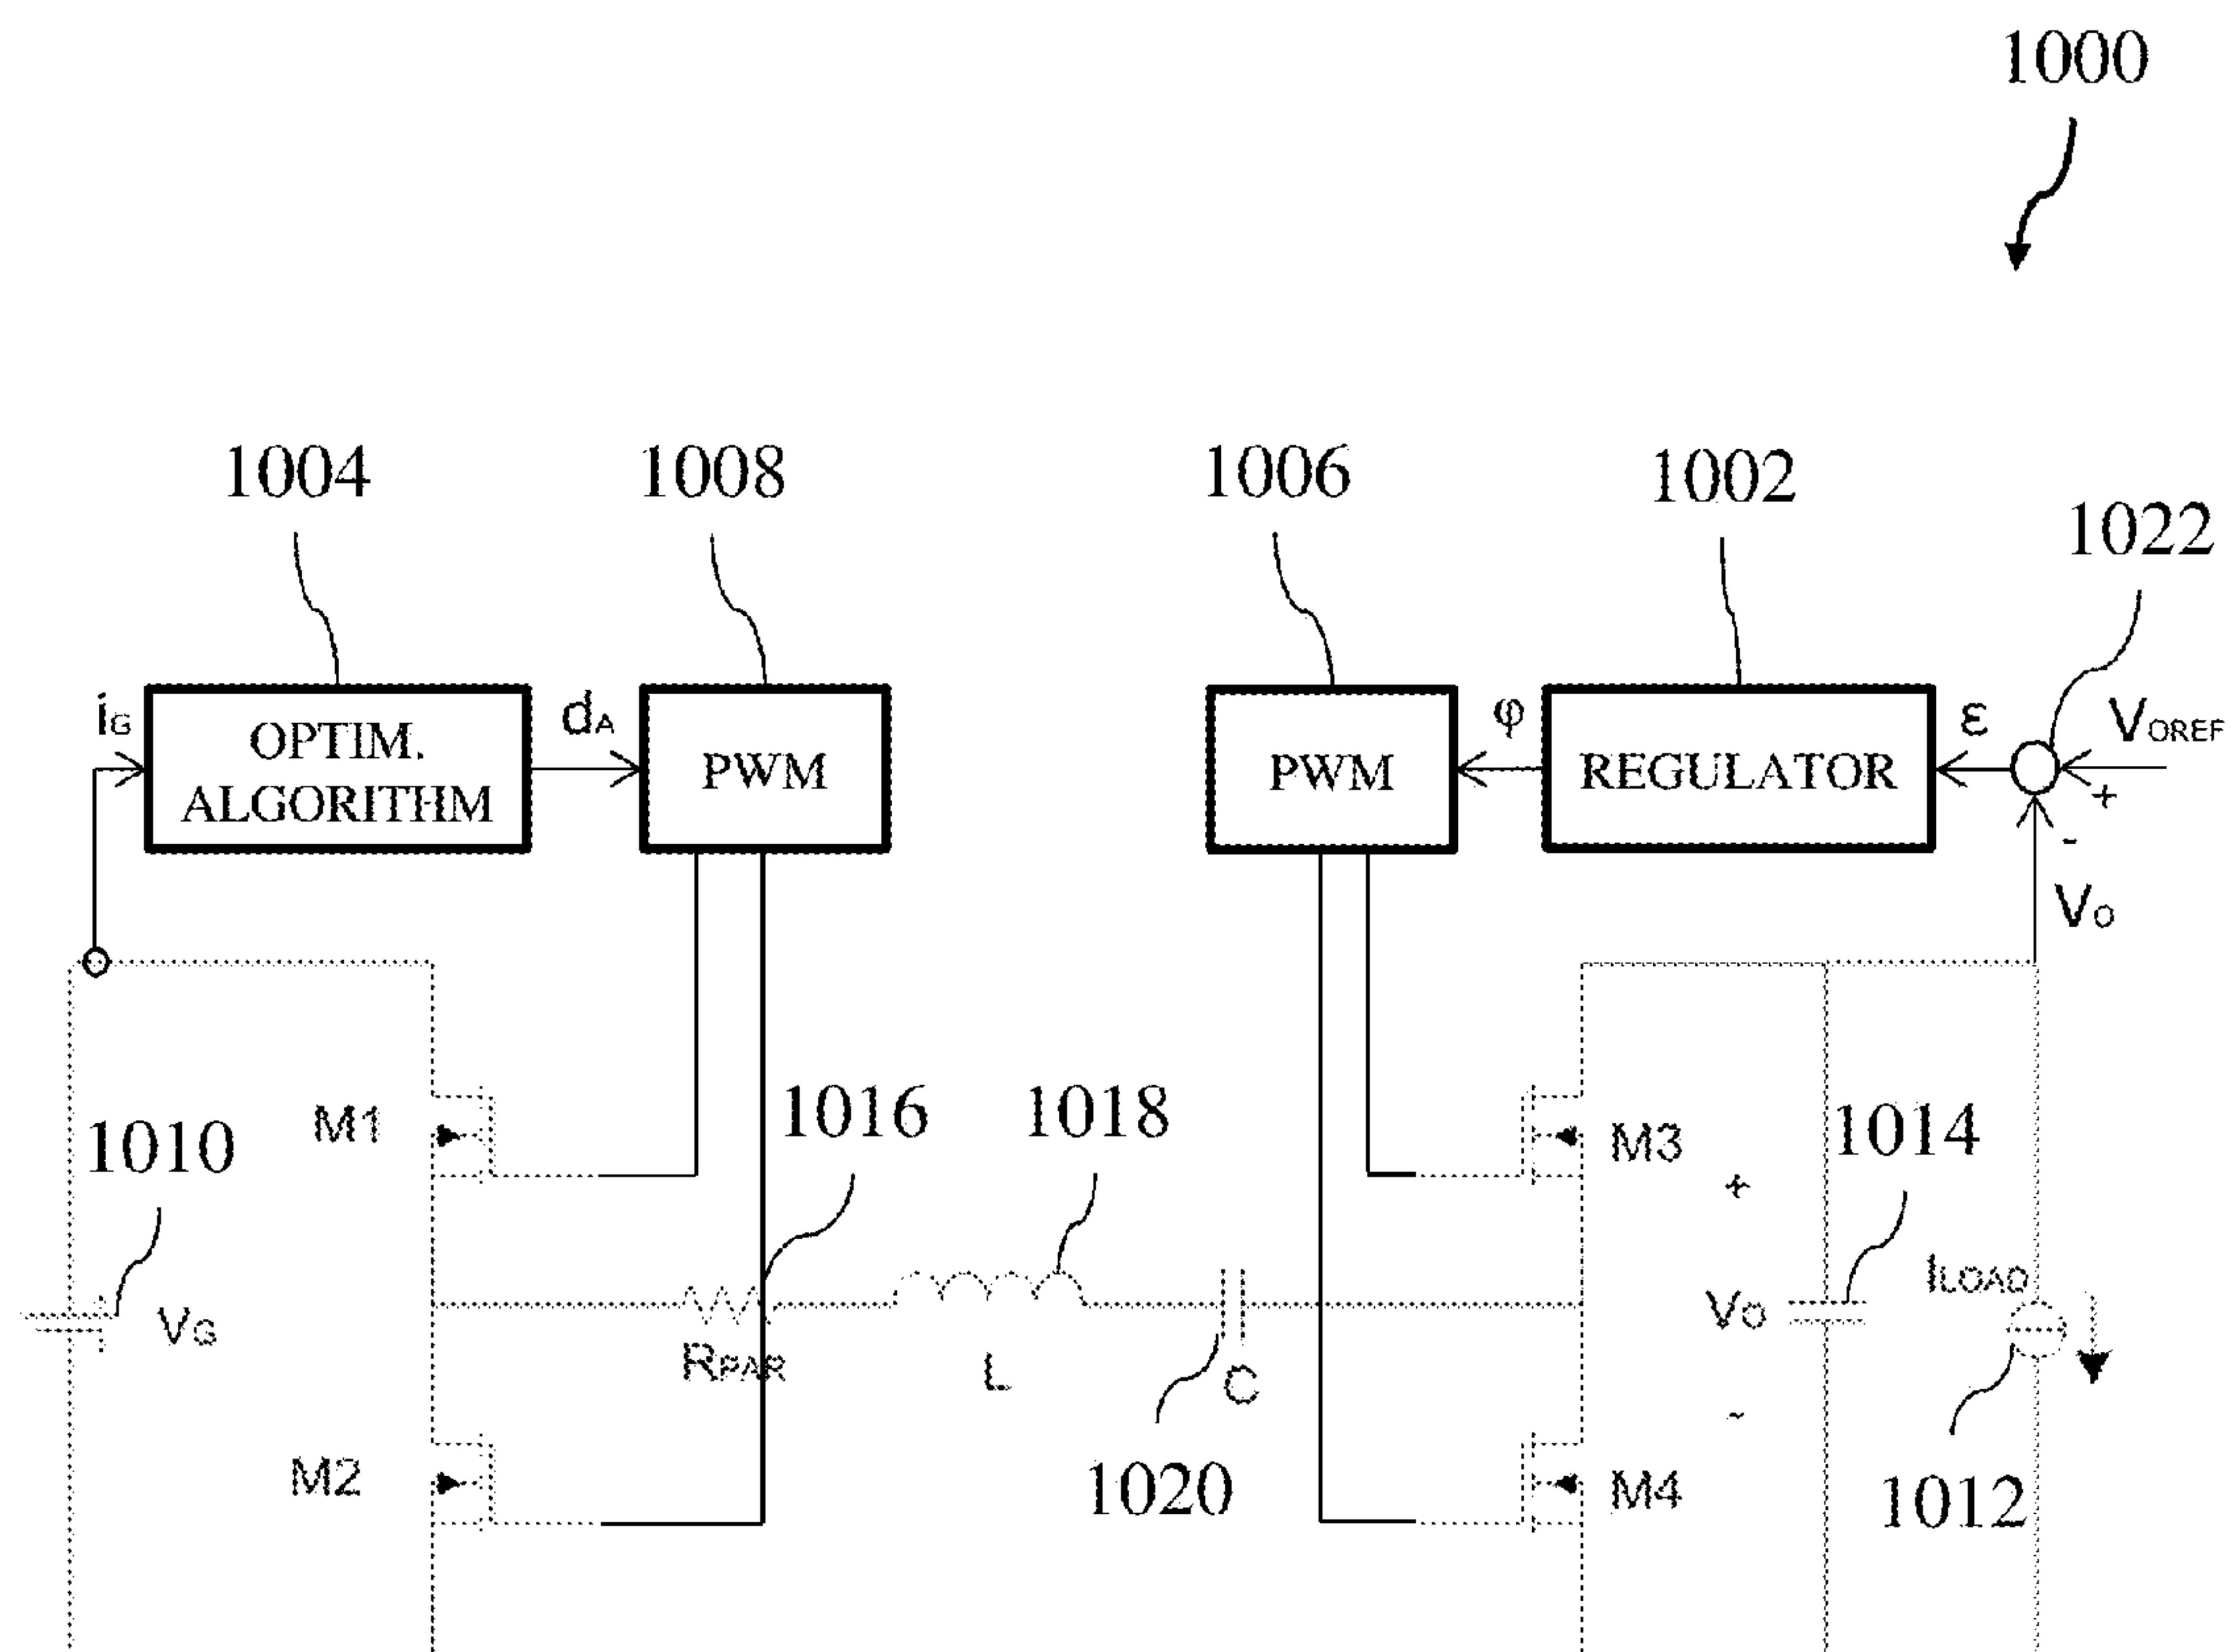 1000
1004
1008
1006
1002
1022
iG
OPTIM.
ALGORITHM
dA
PWM
PWM
φ
REGULATOR
ε
VOREF
+
-
VO
M1
1010
1016
1018
M3
1014
+
VG
RPAR
L
C
VO
ILOAD
-
M2
1020
M4
1012